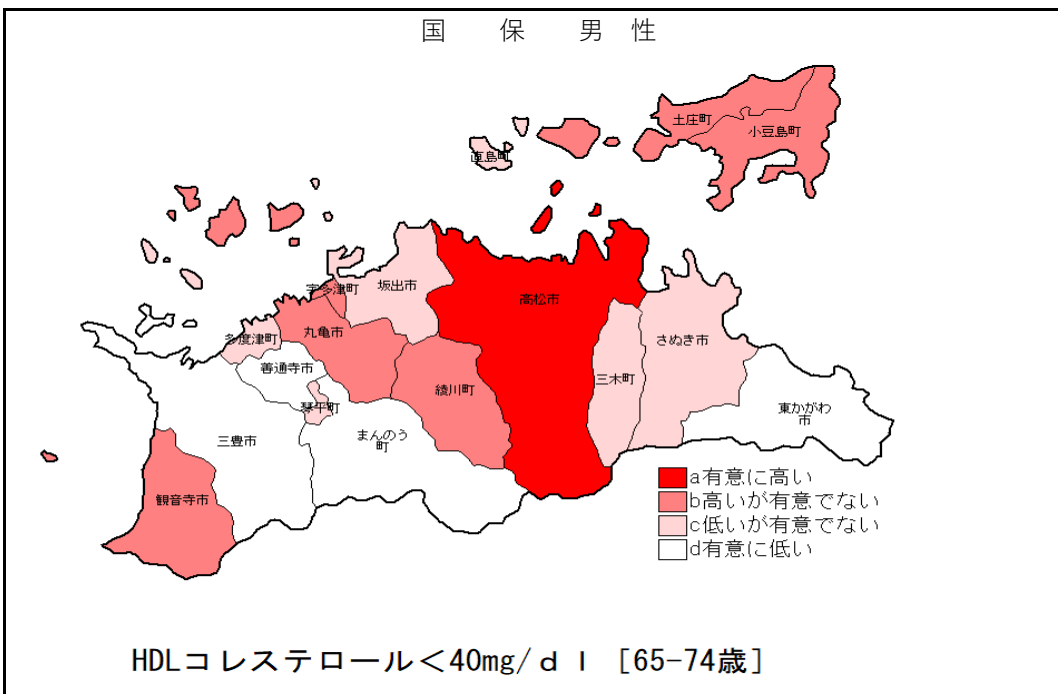 国保男性
土庄町
小豆島町
直島町
宇多津町
坂出市
高松市
丸亀市
多度津町
さぬき市
善通寺市
綾川町
三木町
琴平町
東かがわ
市
まんのう
町
三豊市
観音寺市
a有意に高い
b高いが有意でない
c低いが有意でない
d有意に低い
HDLコレステロール＜40mg/ｄｌ［65-74歳］